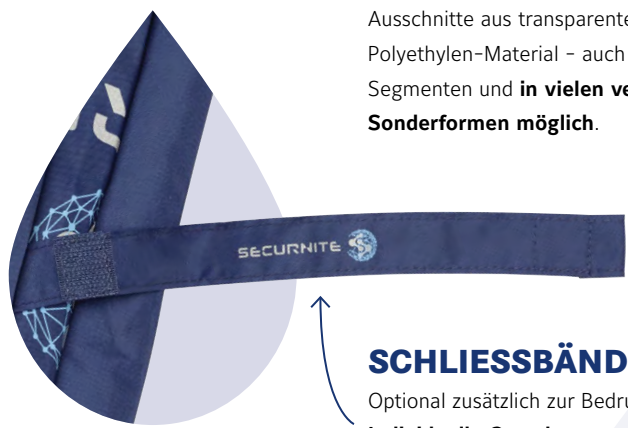 Ausschnitte aus transparente
Polyethylen-Material – auch
Segmenten und in vielen ve
Sonderformen möglich.
SECURNITE
SCHLIESSBÄND
Optional zusätzlich zur Bedru